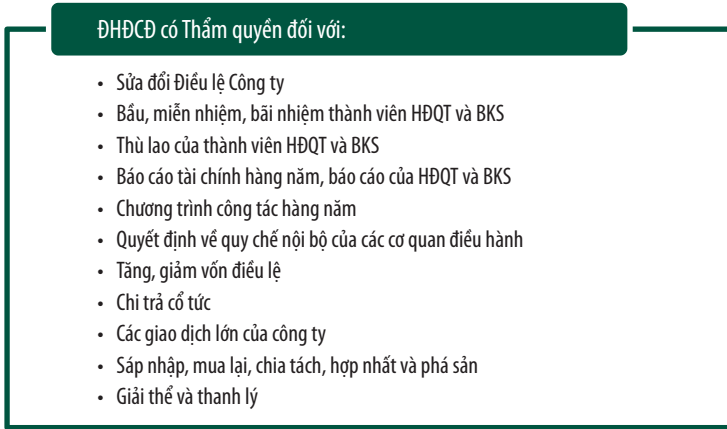 ĐHĐCĐ có Thẩm quyền đối với:
• Sửa đổi Điều lệ Công ty
• Bầu, miễn nhiệm, bãi nhiệm thành viên HĐQT và BKS
• Thù lao của thành viên HĐQT và BKS
• Báo cáo tài chính hàng năm, báo cáo của HĐQT và BKS
• Chương trình công tác hàng năm
• Quyết định về quy chế nội bộ của các cơ quan điều hành
• Tăng, giảm vốn điều lệ
• Chi trả cổ tức
• Các giao dịch lớn của công ty
• Sáp nhập, mua lại, chia tách, hợp nhất và phá sản
• Giải thể và thanh lý